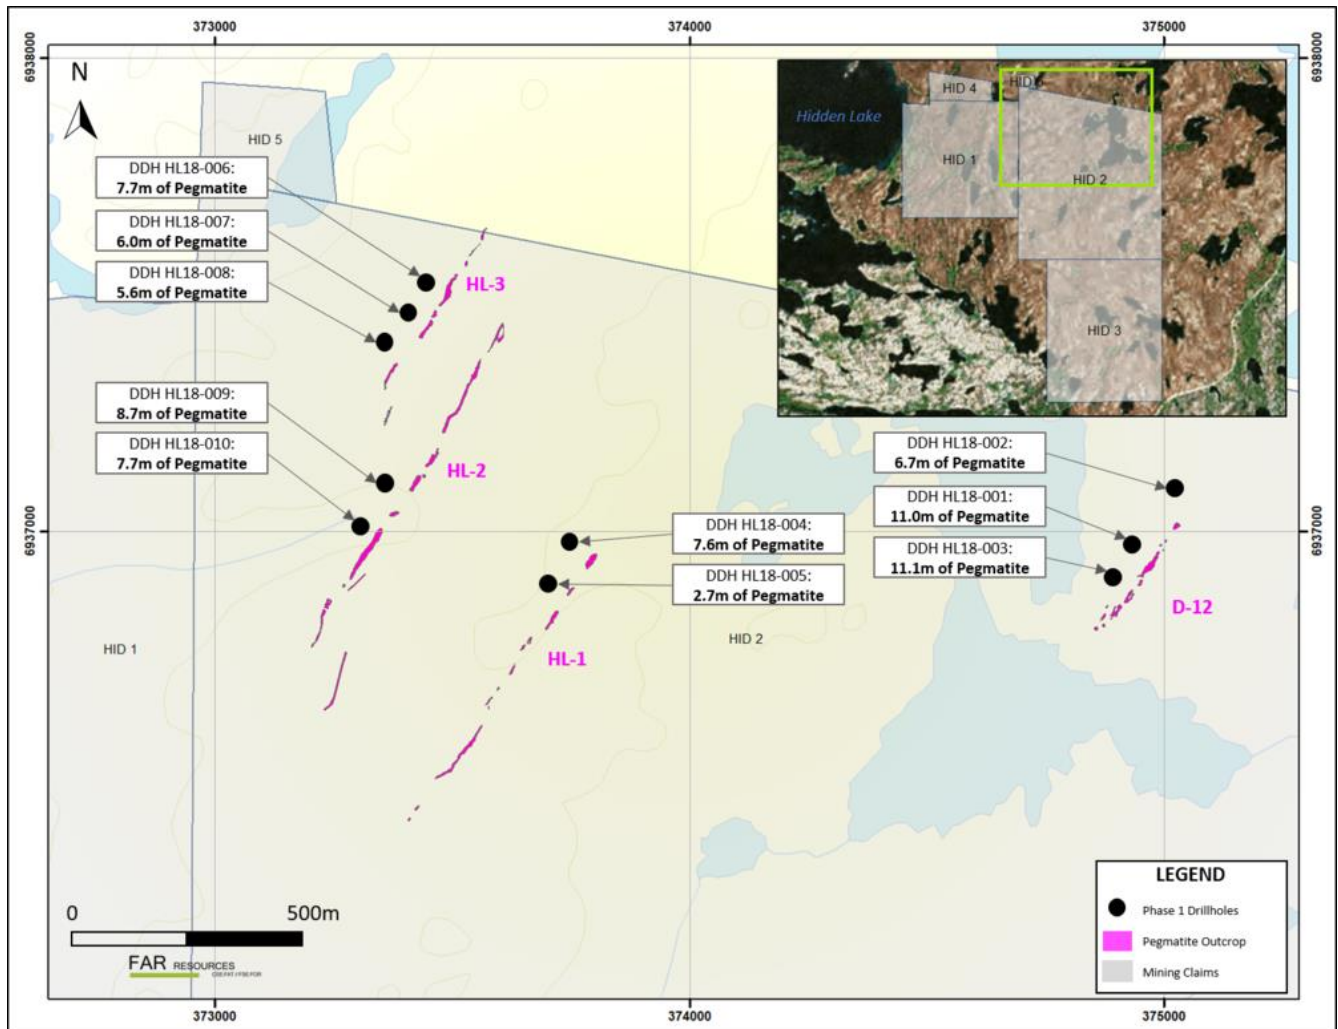 373000
374000
375000
6938000
6938000
N
HID 5
DDH HL18-006:
7.7m of Pegmatite
DDH HL18-007:
6.0m of Pegmatite
DDH HL18-008:
5.6m of Pegmatite
HL-3
Hidden Lake
HID 4
HID 1
HID 2
HID 3
DDH HL18-009:
8.7m of Pegmatite
DDH HL18-010:
7.7m of Pegmatite
HL-2
DDH HL18-002:
6.7m of Pegmatite
DDH HL18-001:
11.0m of Pegmatite
DDH HL18-003:
11.1m of Pegmatite
6937000
6937000
DDH HL18-004:
7.6m of Pegmatite
DDH HL18-005:
2.7m of Pegmatite
D-12
HID 1
HL-1
HID 2
LEGEND
Phase 1 Drillholes
Pegmatite Outcrop
Mining Claims
0 500m
FAR RESOURCES
373000
374000
375000